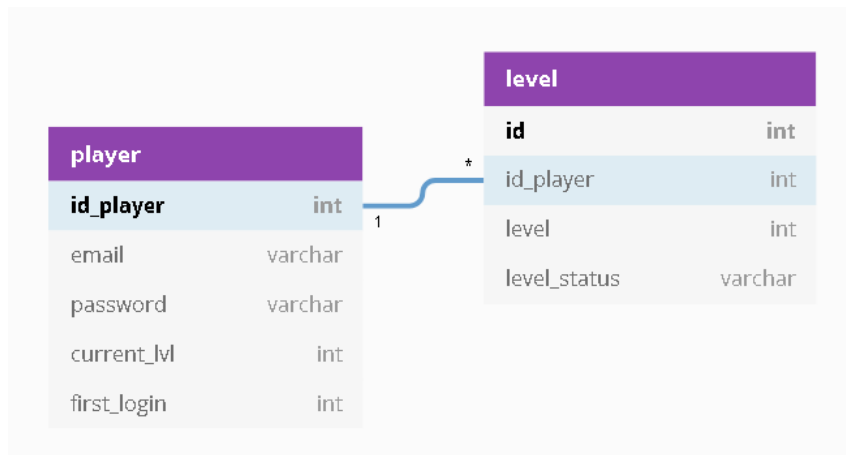 player
id_player int
email varchar
password varchar
current_lvl int
first_login int
1
*
level
id int
id_player int
level int
level_status varchar